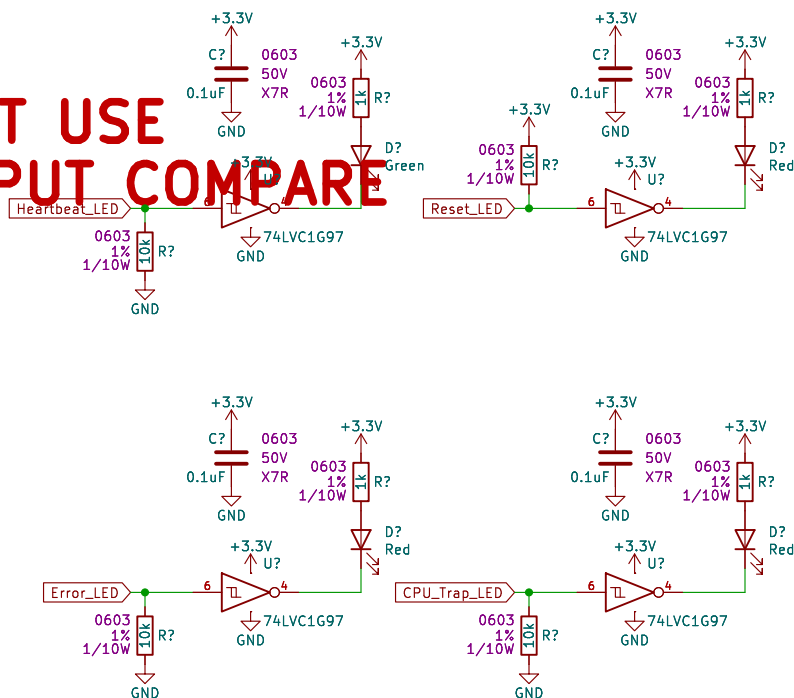 +3.3V
C?
0.1uF
0603
50V
X7R
GND
+3.3V
0603
1%
1/10W
1k
R?
D?
Green
T USE
PUT COMPARE
+3.3V
U?
Heartbeat_LED
6
4
74LVC1G97
GND
0603
1%
1/10W
10k
R?
GND
+3.3V
C?
0.1uF
0603
50V
X7R
GND
+3.3V
0603
1%
1/10W
1k
R?
D?
Red
+3.3V
0603
1%
1/10W
10k
R?
+3.3V
U?
Reset_LED
6
4
74LVC1G97
GND
+3.3V
C?
0.1uF
0603
50V
X7R
GND
+3.3V
0603
1%
1/10W
1k
R?
D?
Red
+3.3V
U?
Error_LED
6
4
74LVC1G97
GND
0603
1%
1/10W
10k
R?
GND
+3.3V
C?
0.1uF
0603
50V
X7R
GND
+3.3V
0603
1%
1/10W
1k
R?
D?
Red
+3.3V
U?
CPU_Trap_LED
6
4
74LVC1G97
GND
0603
1%
1/10W
10k
R?
GND